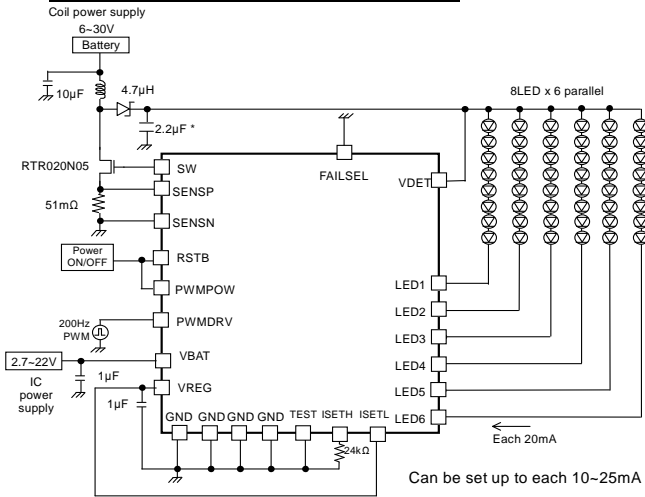 Coil power supply
6~30V
Battery
10µF
4.7µH
2.2µF *
8LED x 6 parallel
RTR020N05
SW
FAILSEL
VDET
SENSP
51mΩ
SENSN
Power
ON/OFF
RSTB
PWMPOW
LED1
LED2
200Hz
PWM
PWMDRV
LED3
2.7~22V
VBAT
LED4
IC
power
supply
1µF
VREG
LED5
1µF
GND GND GND GND TEST ISETH ISETL
LED6
24kΩ
Each 20mA
Can be set up to each 10~25mA